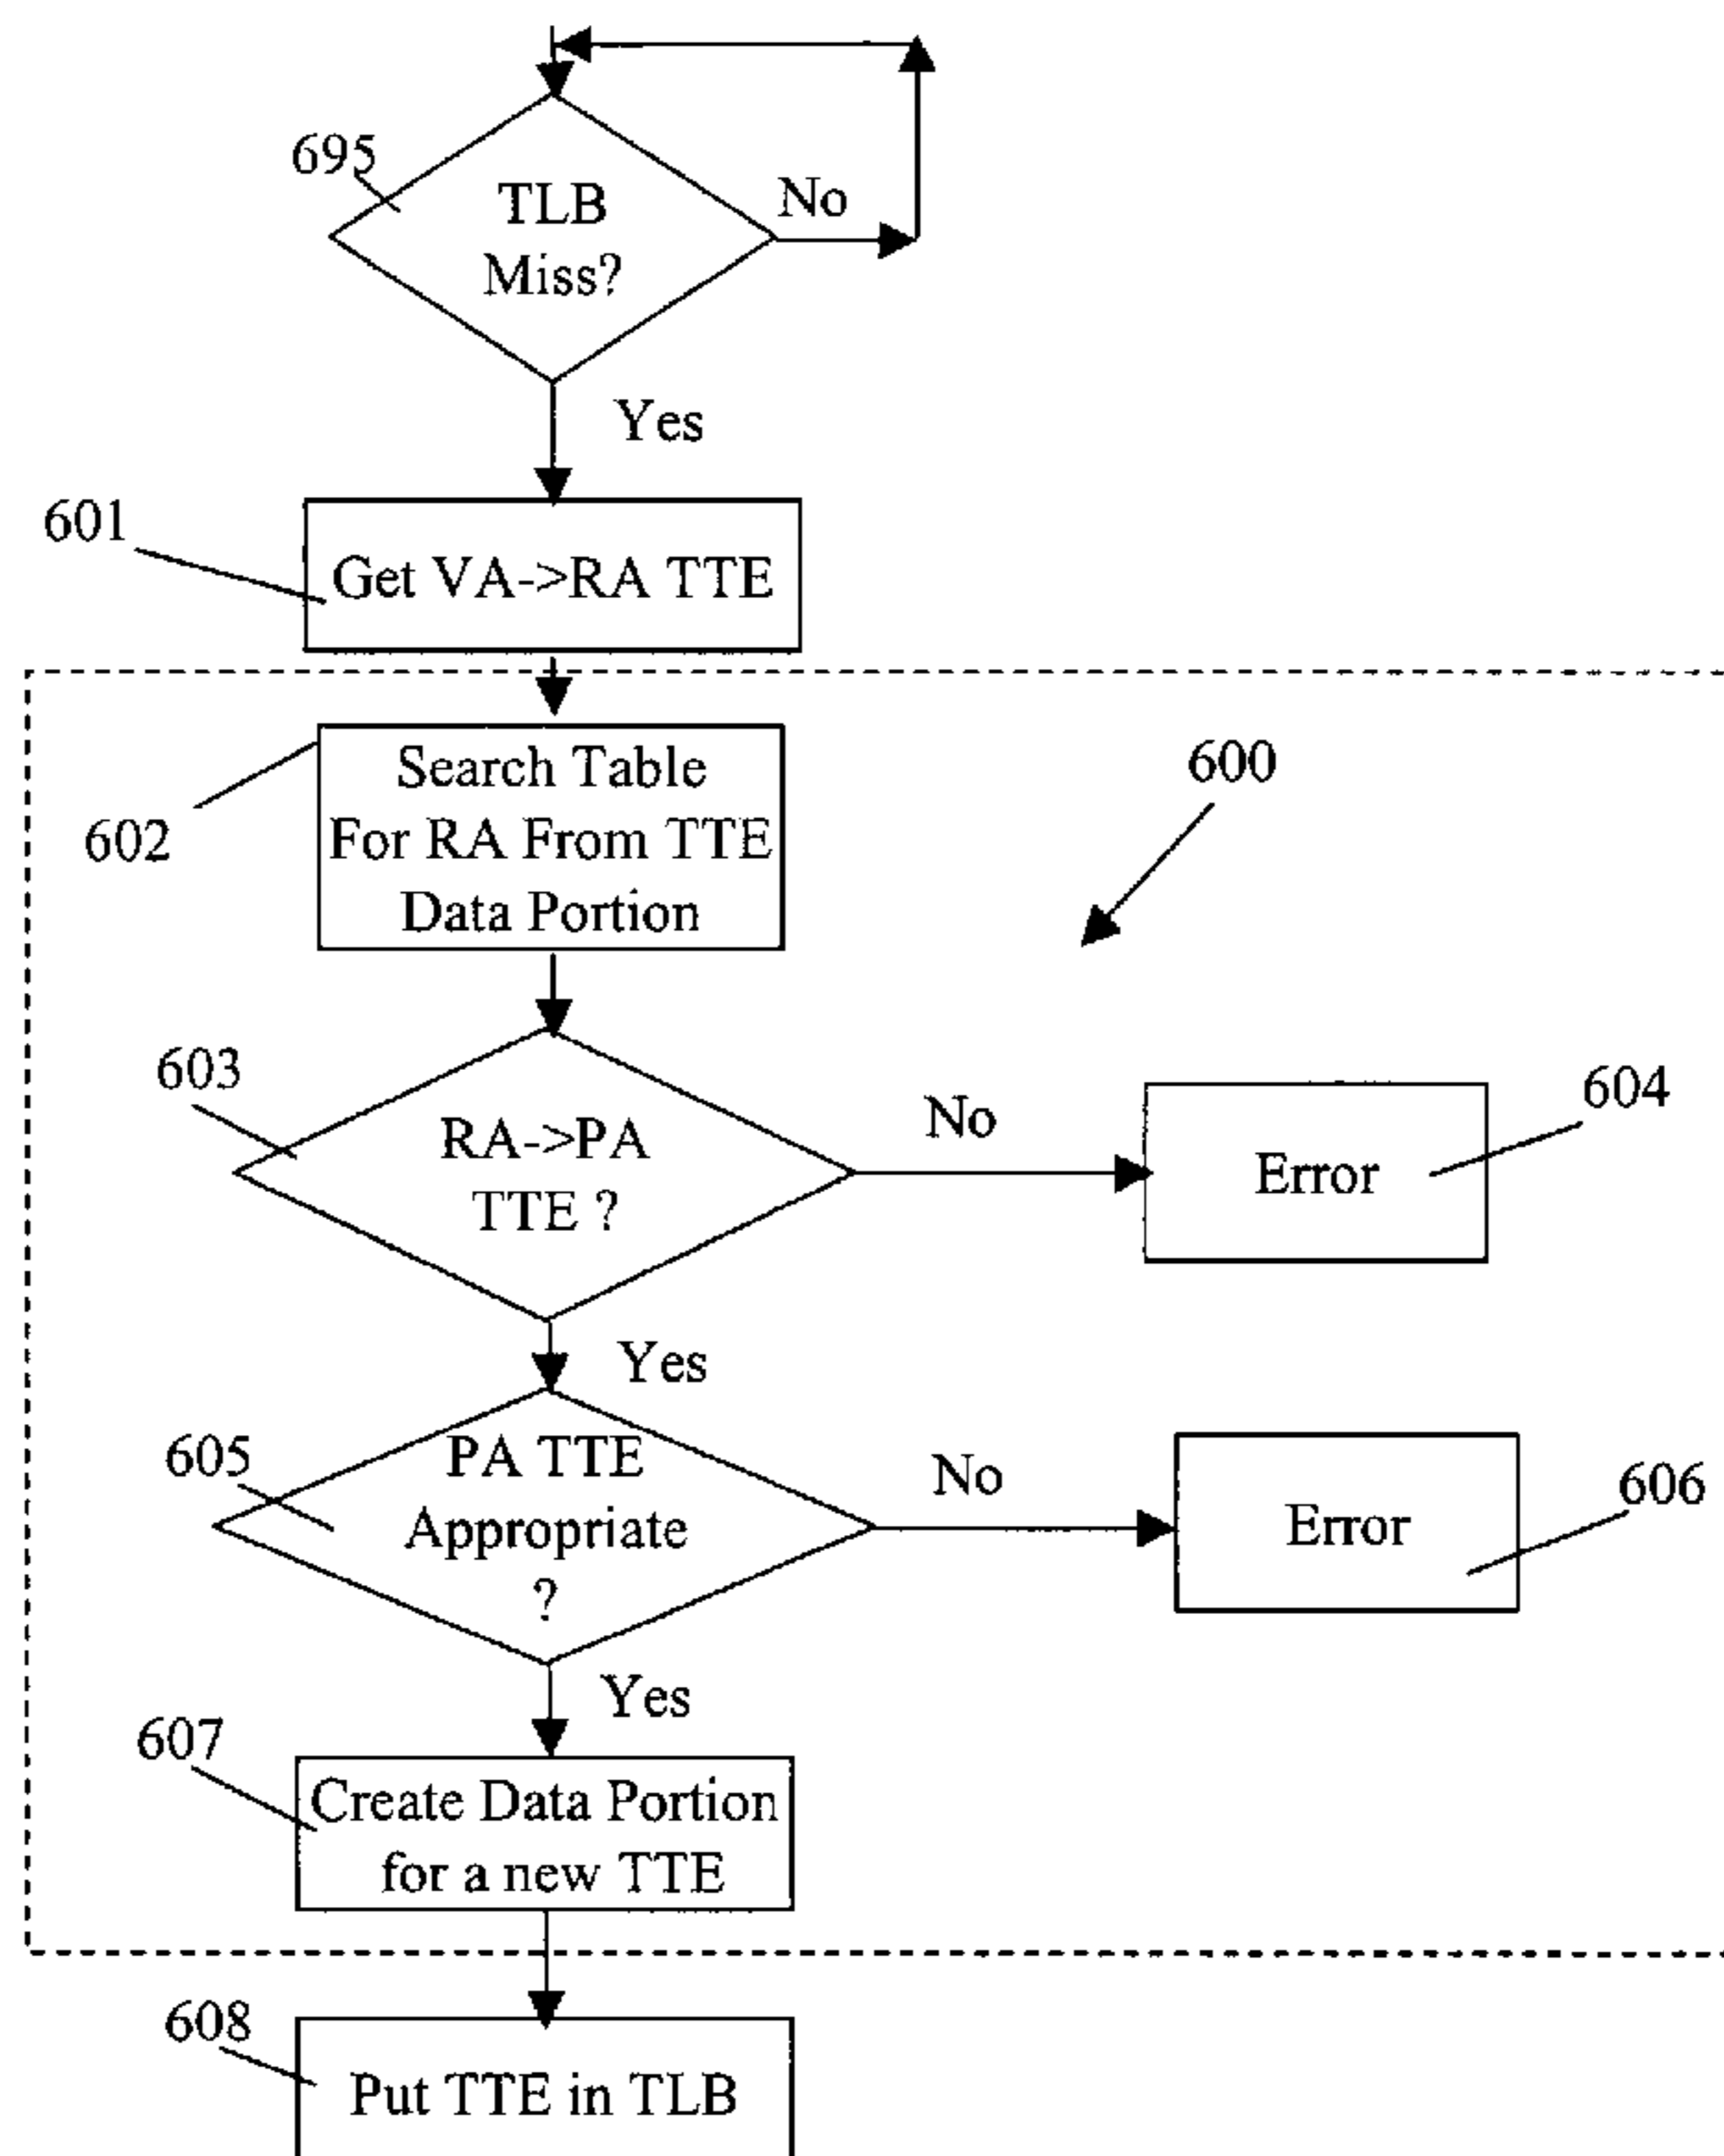 695
TLB
Miss?
No
Yes
601
Get VA->RA TTE
602
Search Table
For RA From TTE
Data Portion
600
603
RA->PA
TTE ?
No
Error
604
Yes
605
PA TTE
Appropriate
?
No
Error
606
Yes
607
Create Data Portion
for a new TTE
608
Put TTE in TLB